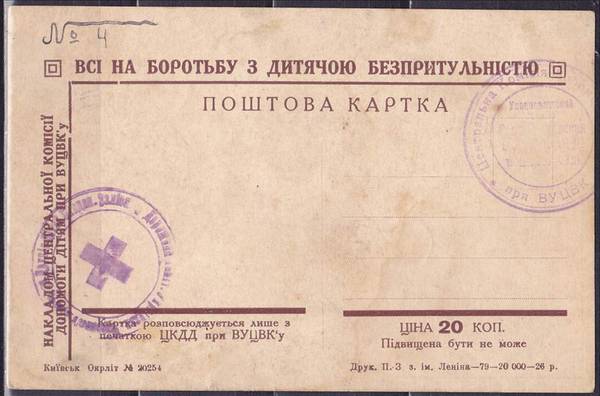 № 4
ВСІ НА БОРОТЬБУ З ДИТЯЧОЮ БЕЗПРИТУЛЬНІСТЮ
ПОШТОВА КАРТКА
НАКЛАДОМ ЦЕНТРАЛЬНОЇ КОМІСІЇ
ДОПОМОГИ ДІТЯМ ПРИ ВУЦВК'у
Центральна Комісія
при ВУЦВК
Картка розповсюджується лише з
печаткою ЦКДД при ВУЦВК'у
ЦІНА 20 КОП.
Підвищена бути не може
Київськ Окрліт № 20254
Друк. П.-З з ім. Леніна—79—20 000—26 р.